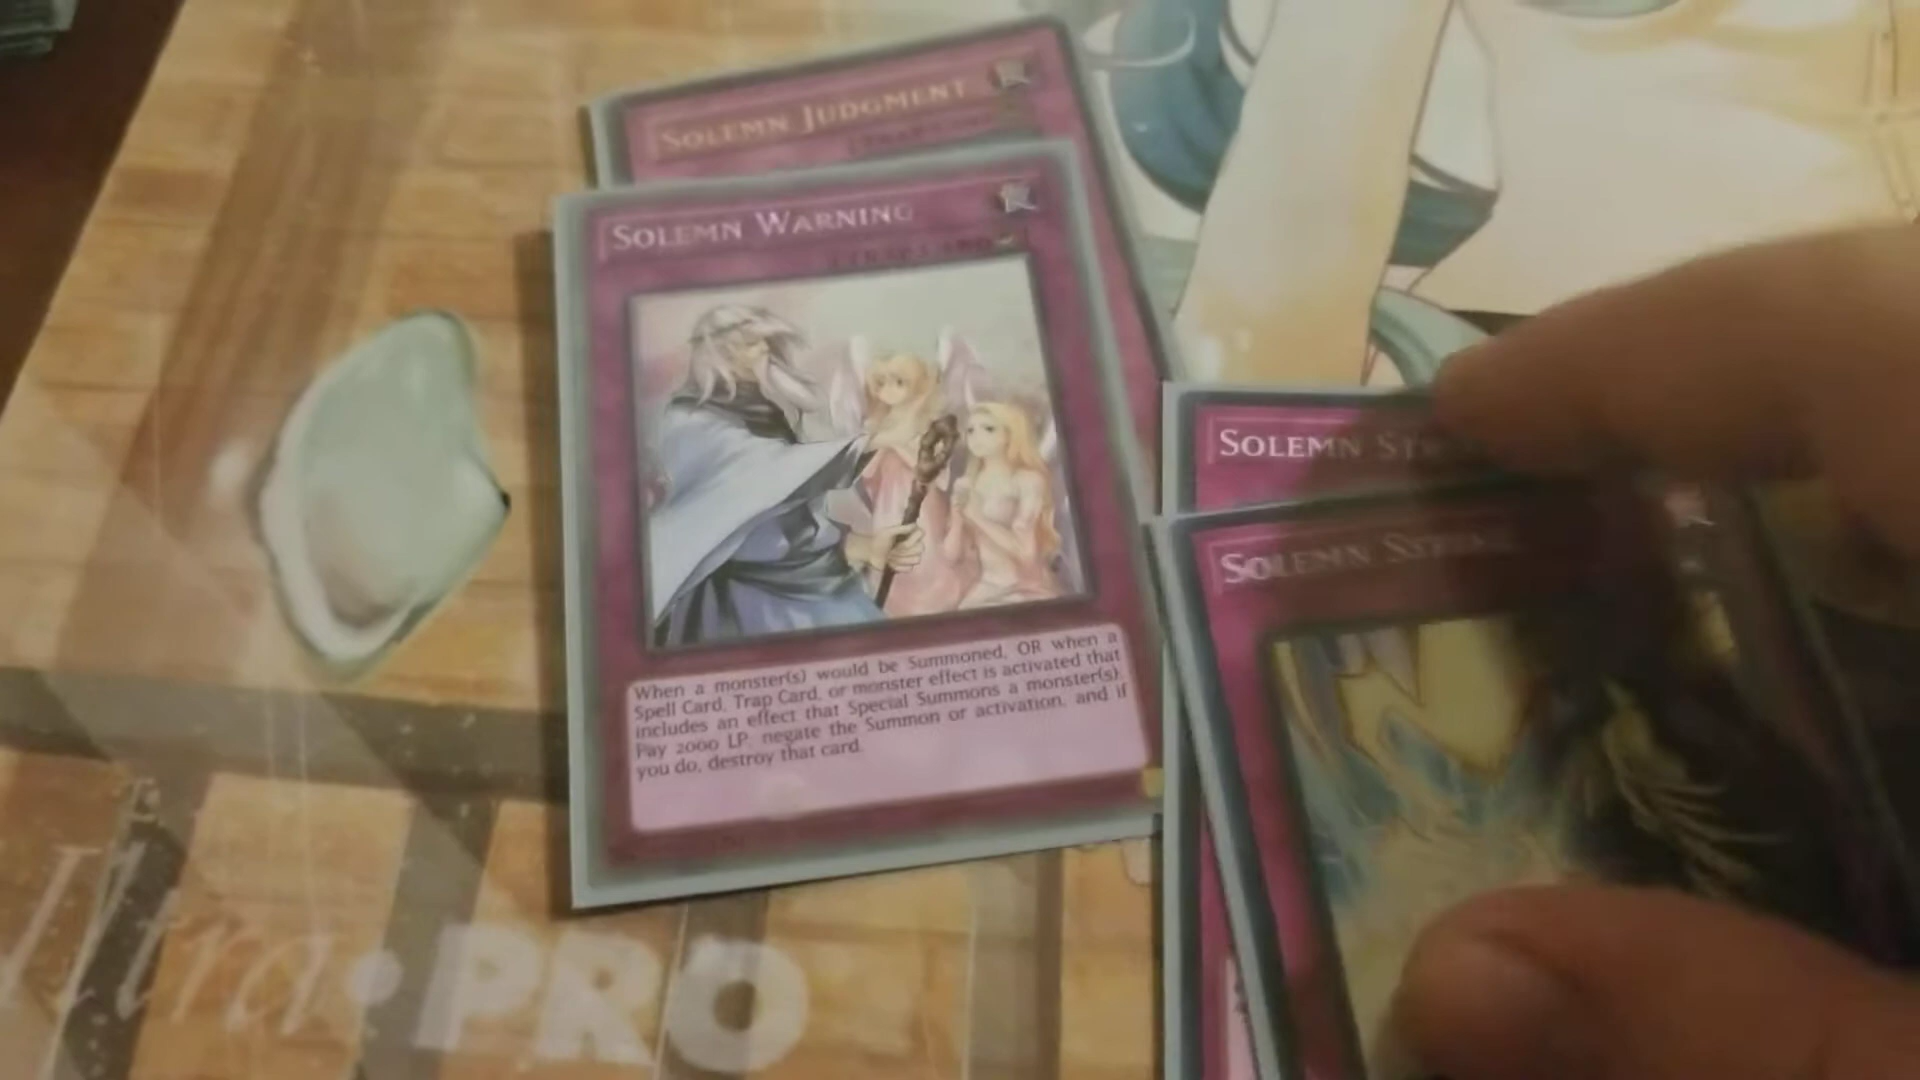 SOLEMN JUDGMENT
SOLEMN WARNING
When a monster(s) would be Summoned, OR when a
Spell Card, Trap Card, or monster effect is activated that
includes an effect that Special Summons a monster(s):
Pay 2000 LP; negate the Summon or activation, and if
you do, destroy that card.
SOLEMN
SOLEMN
Ultra PRO